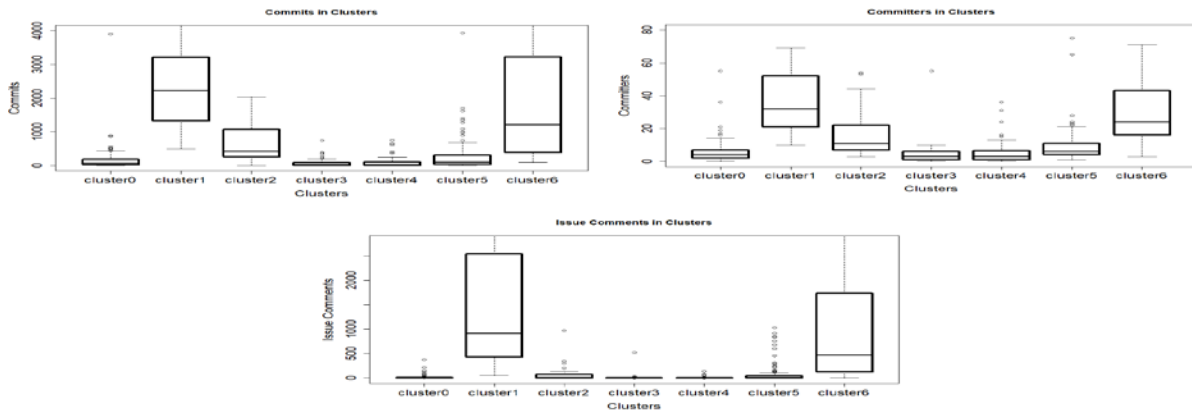 Commits in Clusters
Commits
4000
3000
2000
1000
0
cluster0 cluster1 cluster2 cluster3 cluster4 cluster5 cluster6
Clusters
Committers in Clusters
Committers
80
60
40
20
0
cluster0 cluster1 cluster2 cluster3 cluster4 cluster5 cluster6
Clusters
Issue Comments in Clusters
Issue Comments
2000
1000
500
0
cluster0 cluster1 cluster2 cluster3 cluster4 cluster5 cluster6
Clusters